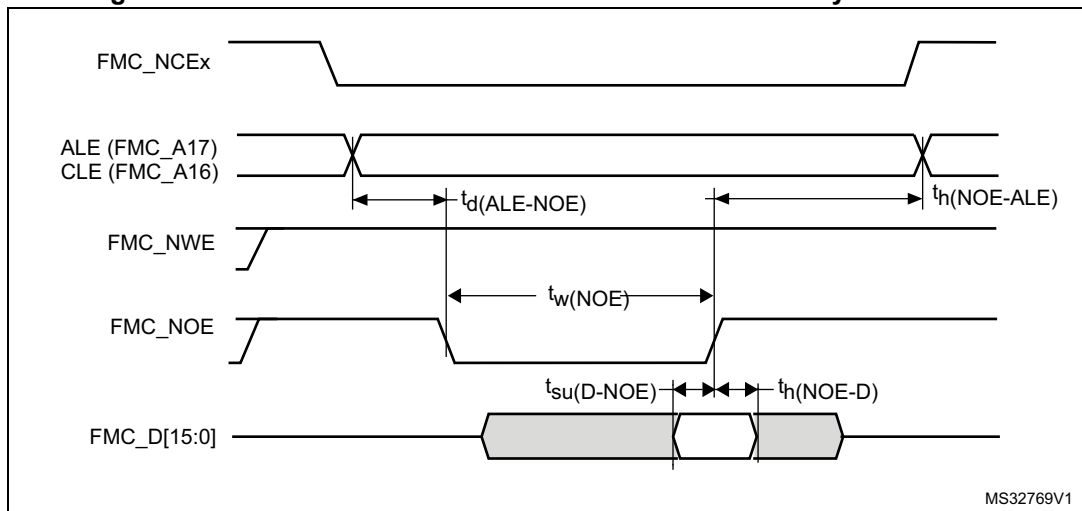 FMC_NCEx
ALE (FMC_A17)
CLE (FMC_A16)
td(ALE-NOE)
th(NOE-ALE)
FMC_NWE
tw(NOE)
FMC_NOE
tsu(D-NOE)
th(NOE-D)
FMC_D[15:0]
MS32769V1